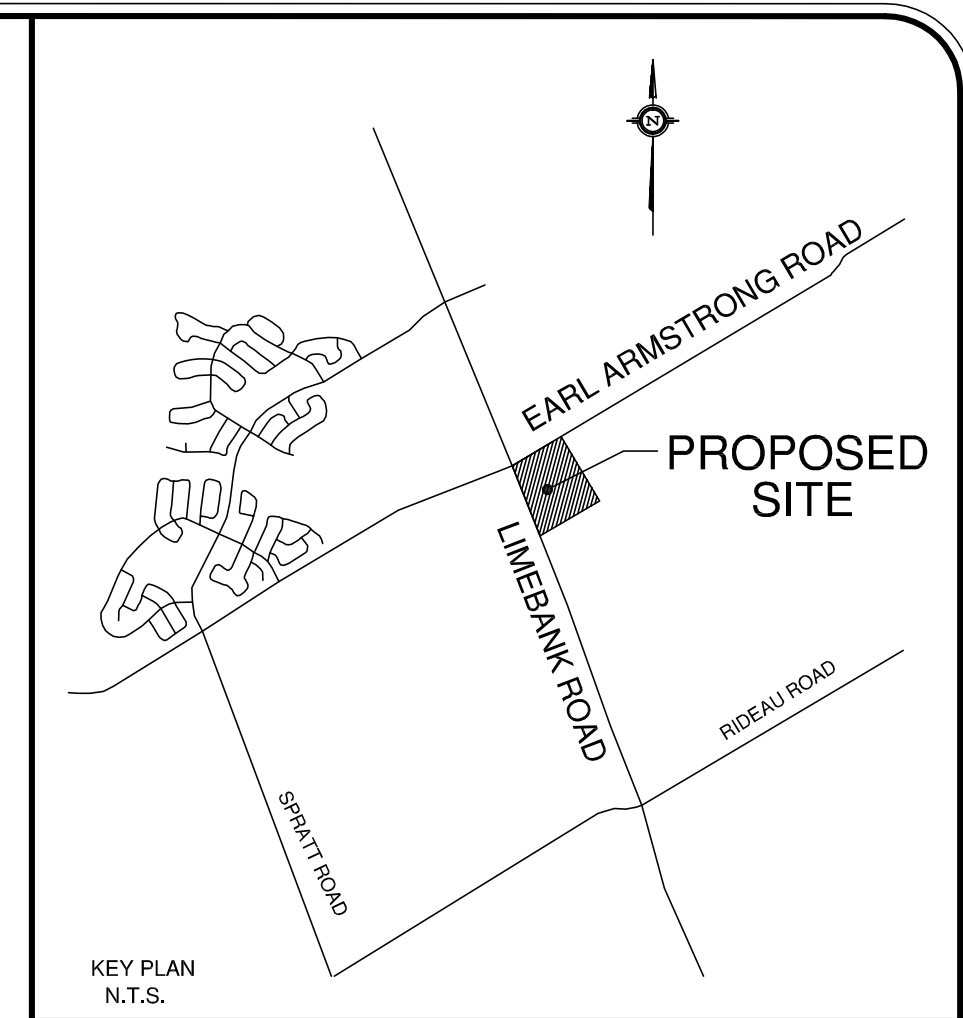 N
EARL ARMSTRONG ROAD
PROPOSED
SITE
LIMEBANK ROAD
RIDEAU ROAD
SPRATT ROAD
KEY PLAN
N.T.S.